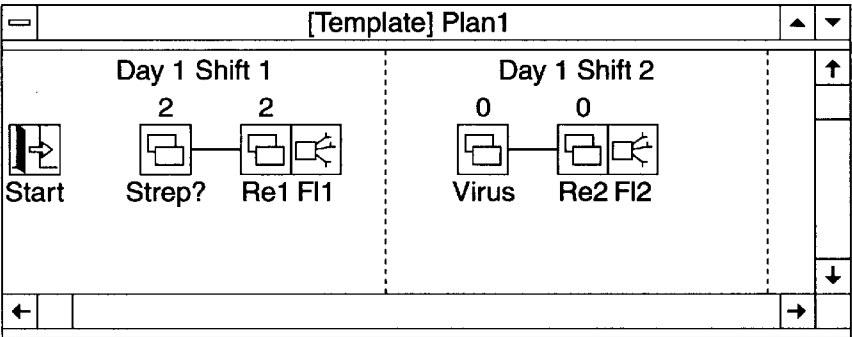 [Template] Plan1
Day 1 Shift 1 Day 1 Shift 2
2 2 0 0
Start Strep? Re1 Fl1 Virus Re2 Fl2